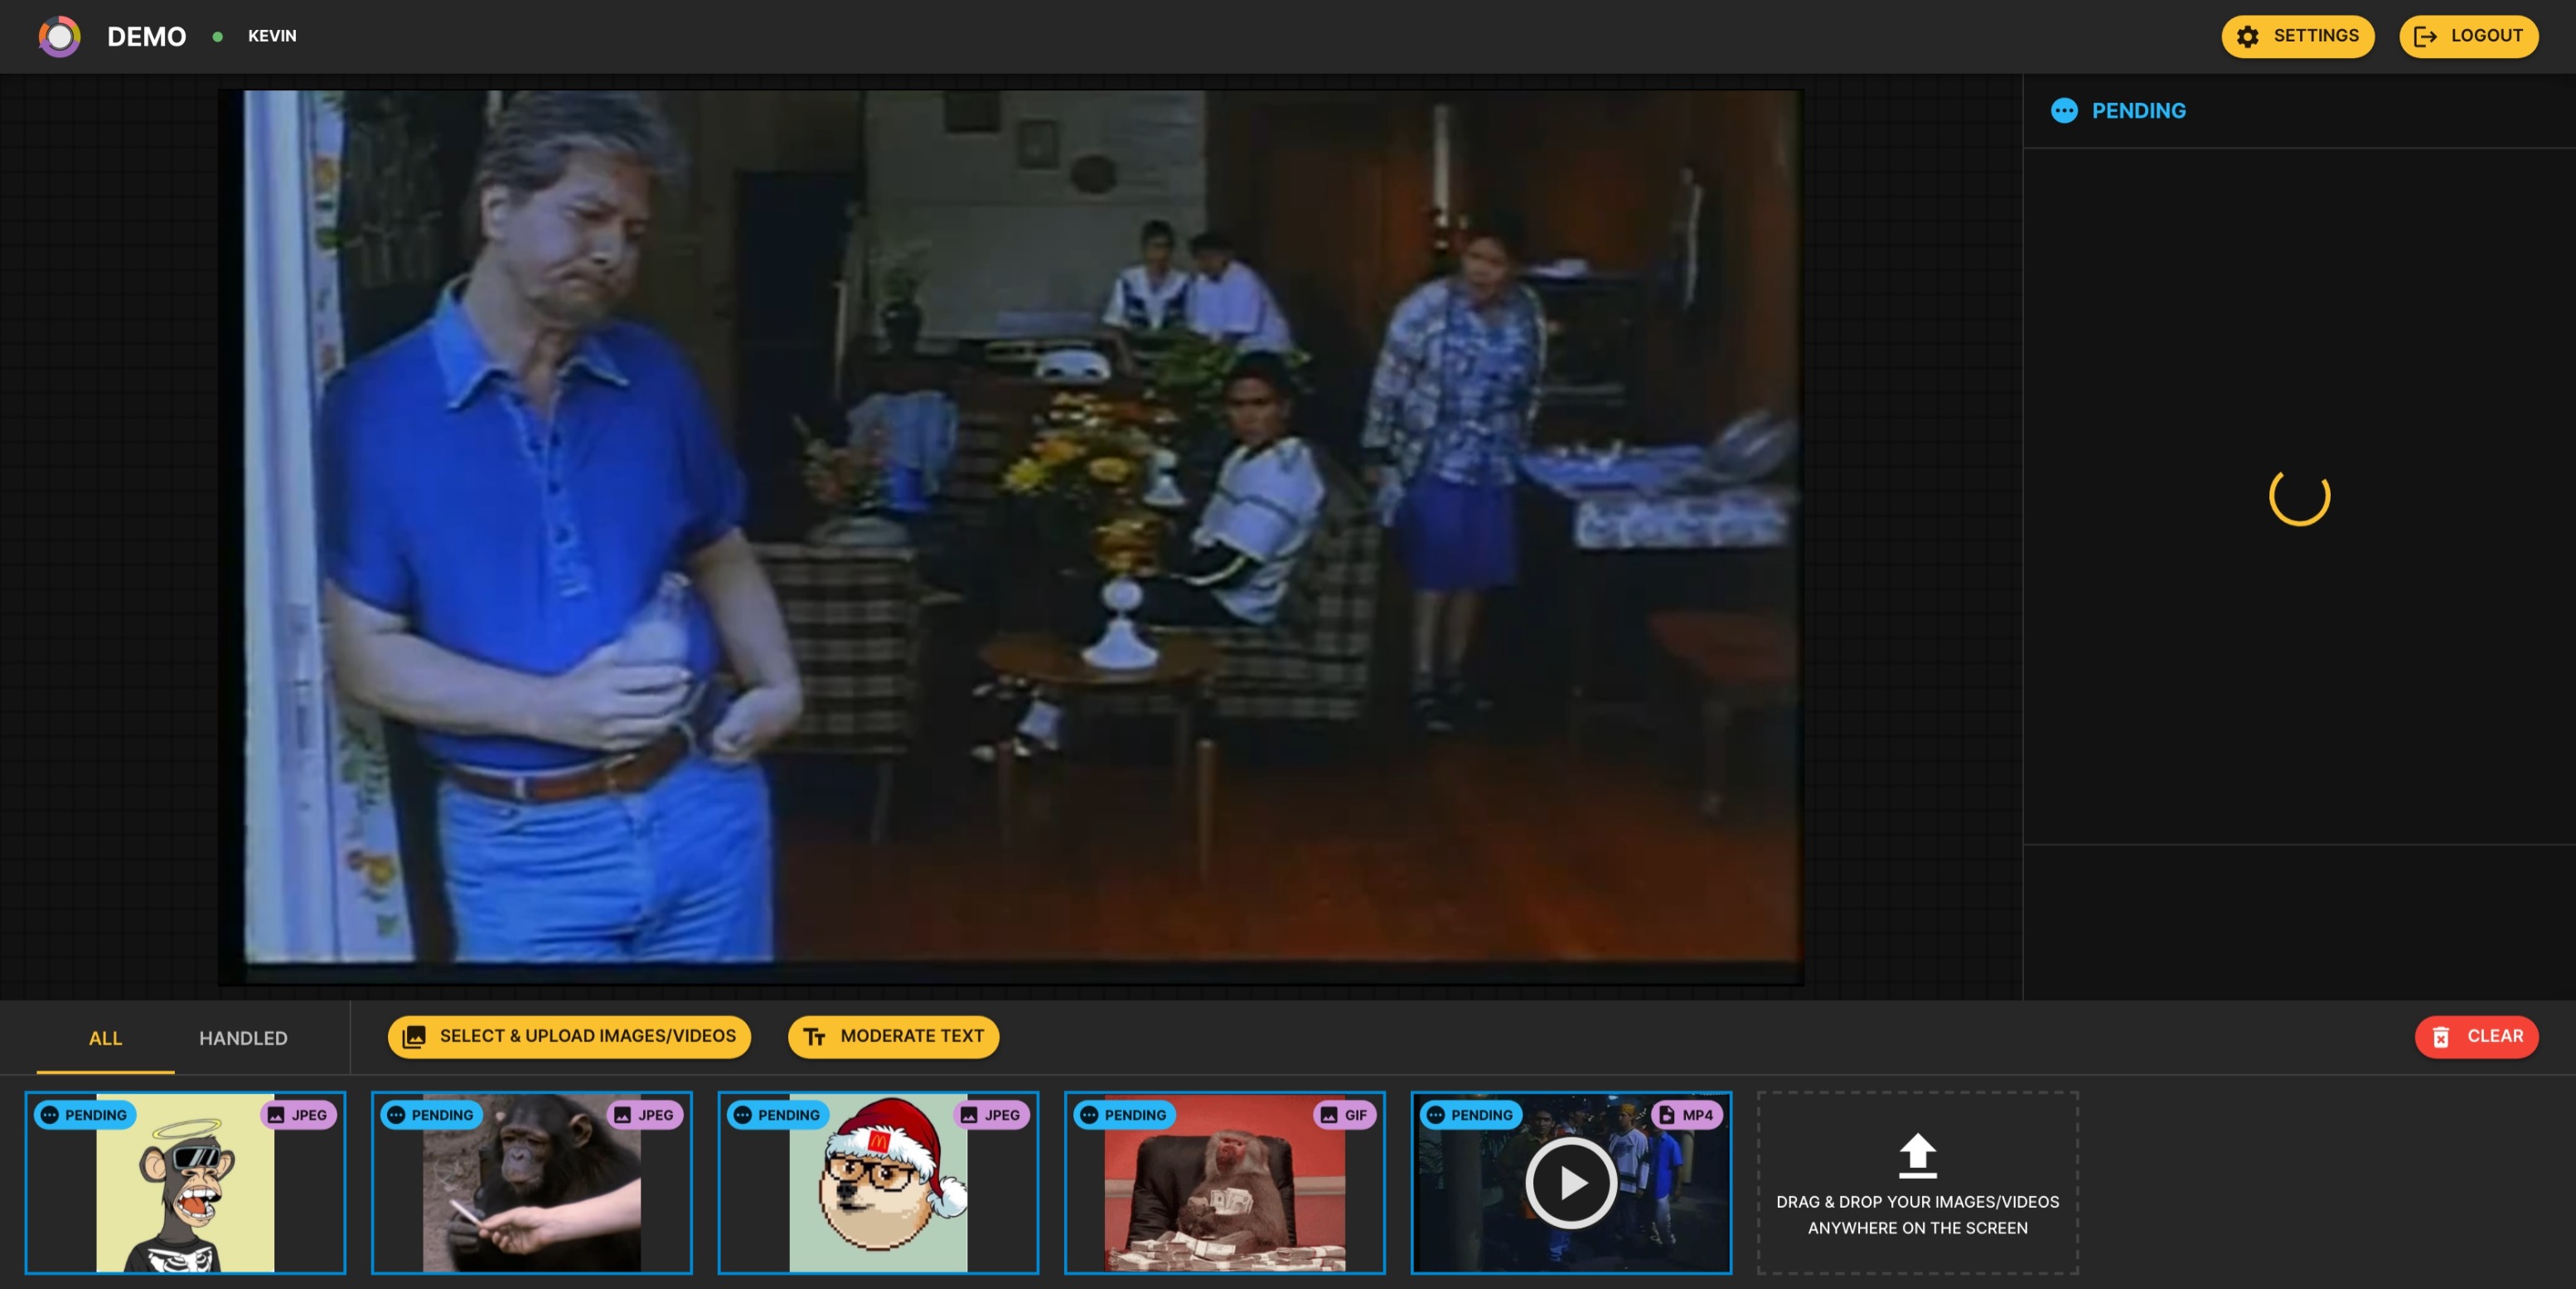 DEMO
KEVIN
SETTINGS
LOGOUT
PENDING
ALL
HANDLED
SELECT & UPLOAD IMAGES/VIDEOS
MODERATE TEXT
CLEAR
PENDING
JPEG
PENDING
JPEG
PENDING
JPEG
PENDING
GIF
PENDING
MP4
DRAG & DROP YOUR IMAGES/VIDEOS
ANYWHERE ON THE SCREEN